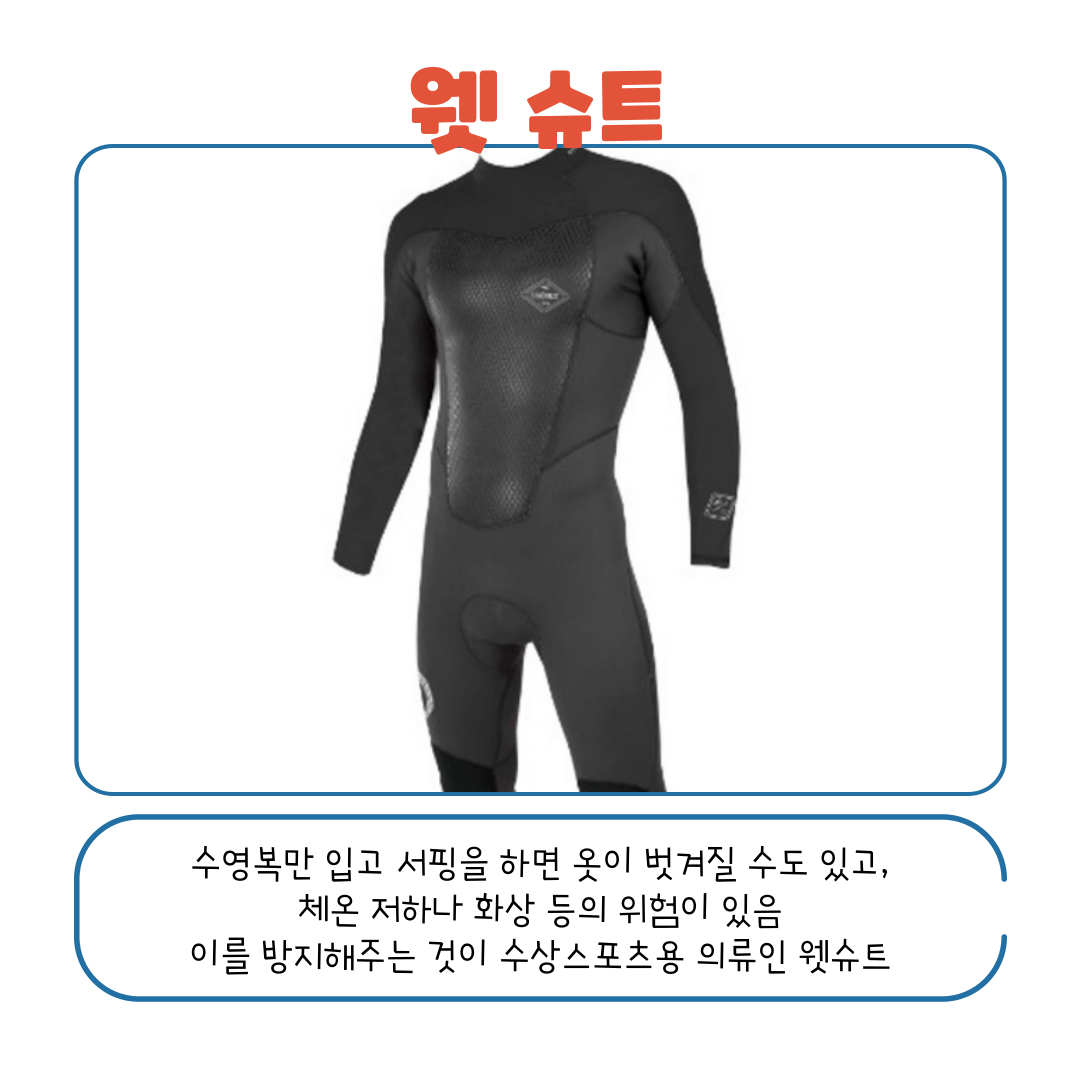 웻 슈트
수영복만 입고 서핑을 하면 옷이 벗겨질 수도 있고,
체온 저하나 화상 등의 위험이 있음
이를 방지해주는 것이 수상스포츠용 의류인 웻슈트